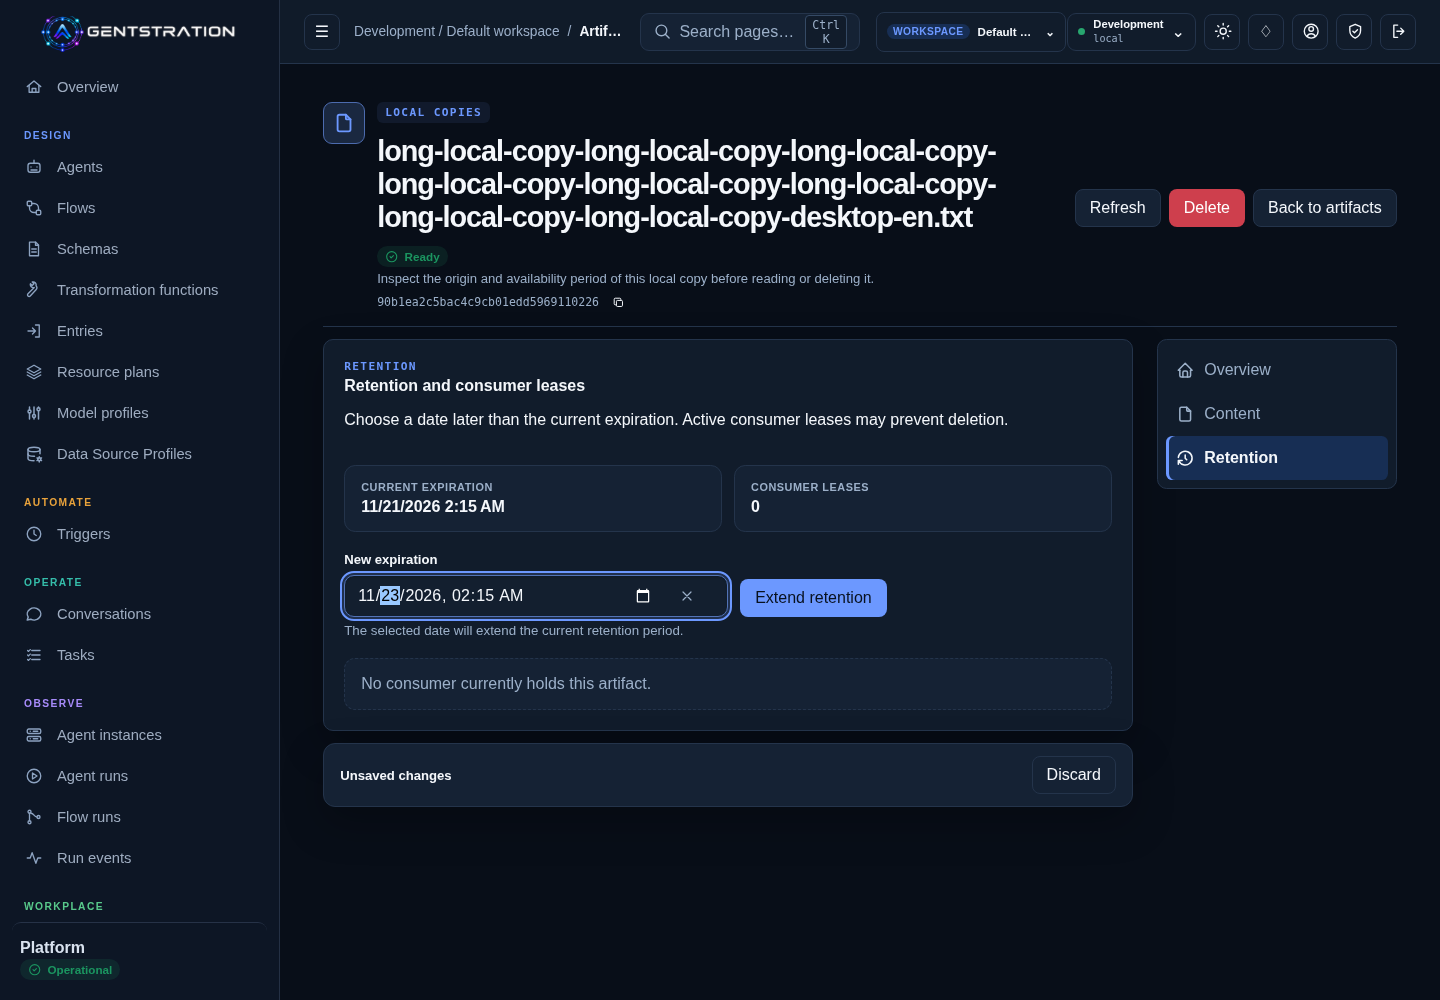 GENTSTRATION
Overview
DESIGN
Agents
Flows
Schemas
Transformation functions
Entries
Resource plans
Model profiles
Data Source Profiles
AUTOMATE
Triggers
OPERATE
Conversations
Tasks
OBSERVE
Agent instances
Agent runs
Flow runs
Run events
WORKPLACE
Platform
Operational
Development / Default workspace / Artif…
Search pages…
Ctrl K
WORKSPACE Default …
Development
local
LOCAL COPIES
long-local-copy-long-local-copy-long-local-copy-
long-local-copy-long-local-copy-long-local-copy-
long-local-copy-long-local-copy-desktop-en.txt
Ready
Inspect the origin and availability period of this local copy before reading or deleting it.
90b1ea2c5bac4c9cb01edd5969110226
Refresh
Delete
Back to artifacts
RETENTION
Retention and consumer leases
Choose a date later than the current expiration. Active consumer leases may prevent deletion.
CURRENT EXPIRATION
11/21/2026 2:15 AM
CONSUMER LEASES
0
New expiration
11/23/2026, 02:15 AM
Extend retention
The selected date will extend the current retention period.
No consumer currently holds this artifact.
Unsaved changes
Discard
Overview
Content
Retention